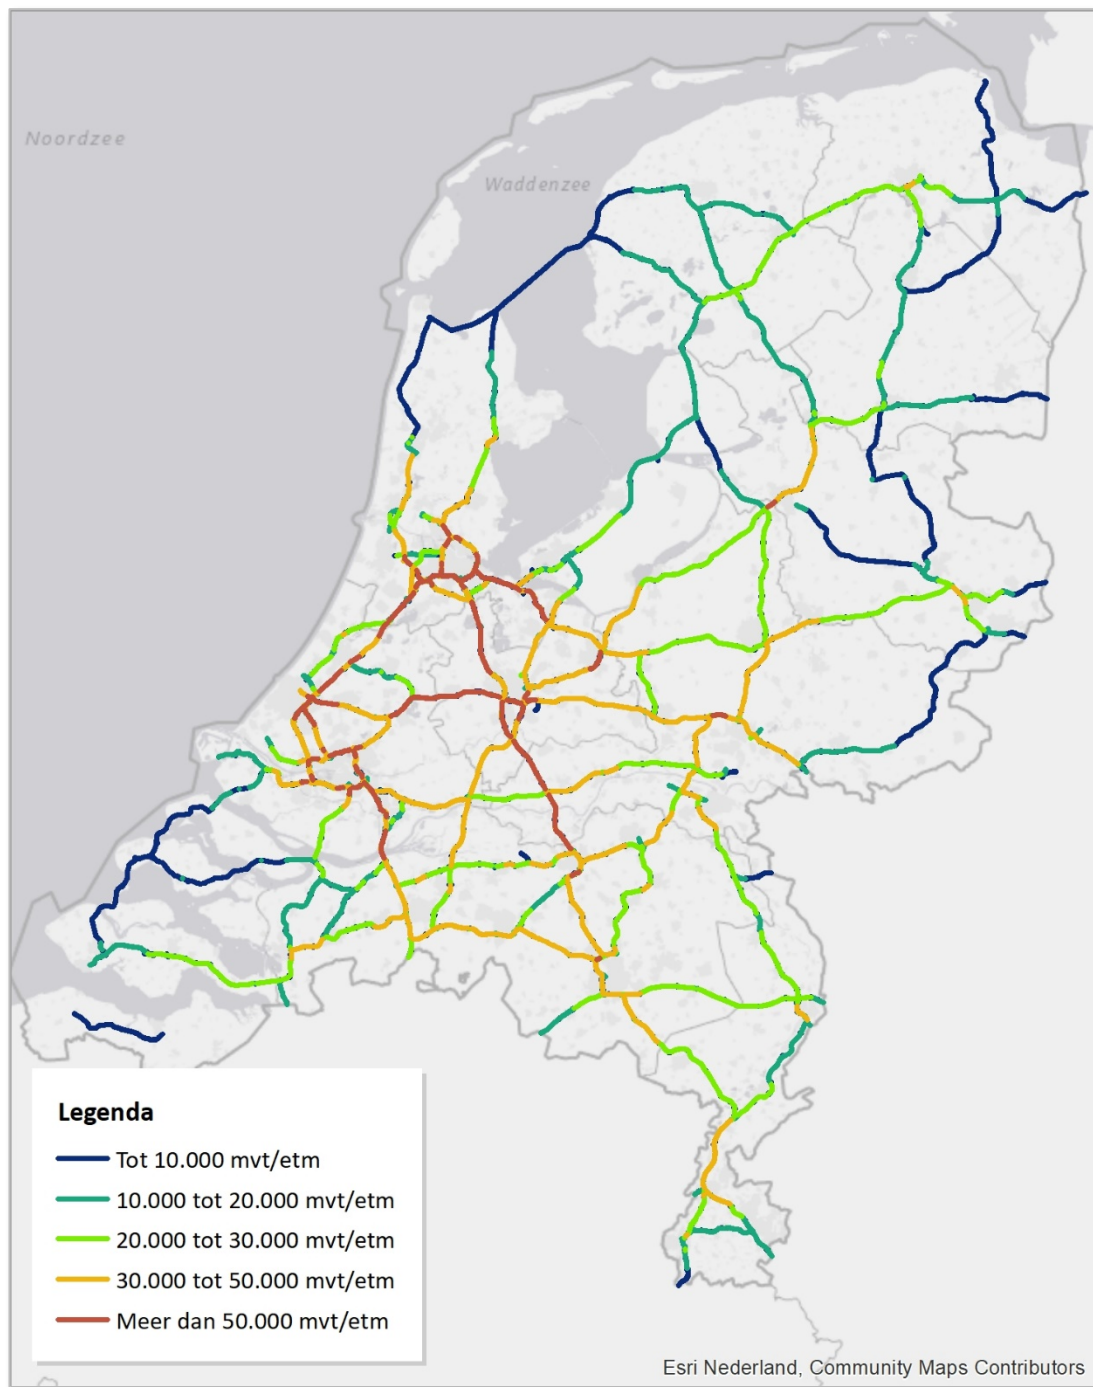 Noordzee
Waddenzee
Legenda
Tot 10.000 mvt/etm
10.000 tot 20.000 mvt/etm
20.000 tot 30.000 mvt/etm
30.000 tot 50.000 mvt/etm
Meer dan 50.000 mvt/etm
Esri Nederland, Community Maps Contributors